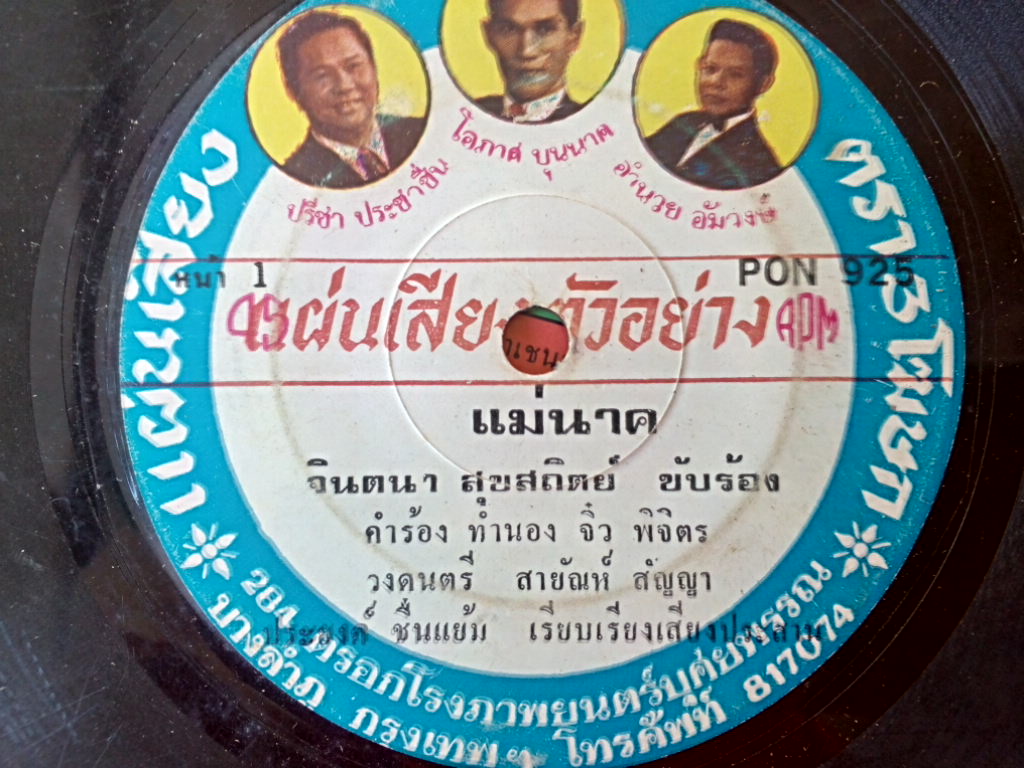 ปรีชา ประชาชื่น
โอภาศ บุนนาค
อำนวย อัมวงษ์
แผ่นเสียง
ตราโฆษก
หน้า 1
PON 925
แผ่นเสียงตัวอย่าง
แม่นาค
จินตนา สุขสถิตย์ ขับร้อง
คำร้อง ทำนอง จิ๋ว พิจิตร
วงดนตรี สายัณห์ สัญญา
ประยงค์ ชื่นแย้ม เรียบเรียงเสียงประสาน
284 ตรอกโรงภาพยนตร์บุศยพรรณ
บางลำภู กรุงเทพฯ โทรศัพท์ 817074